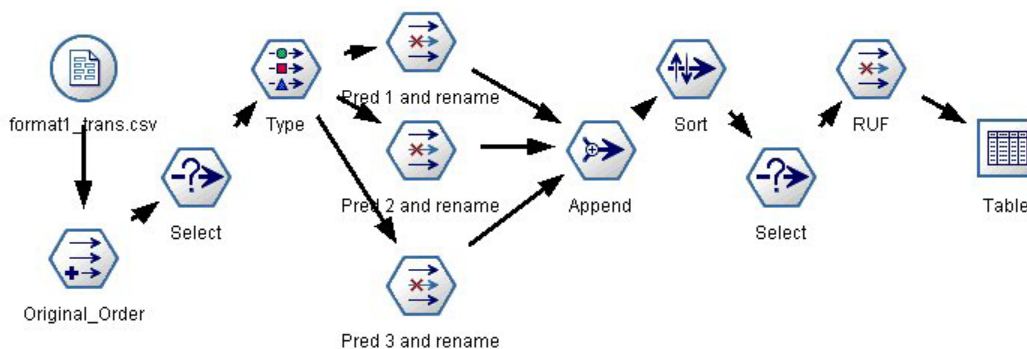 format1_trans.csv
Original_Order
Select
Type
Pred 1 and rename
Pred 2 and rename
Pred 3 and rename
Append
Sort
Select
RUF
Table